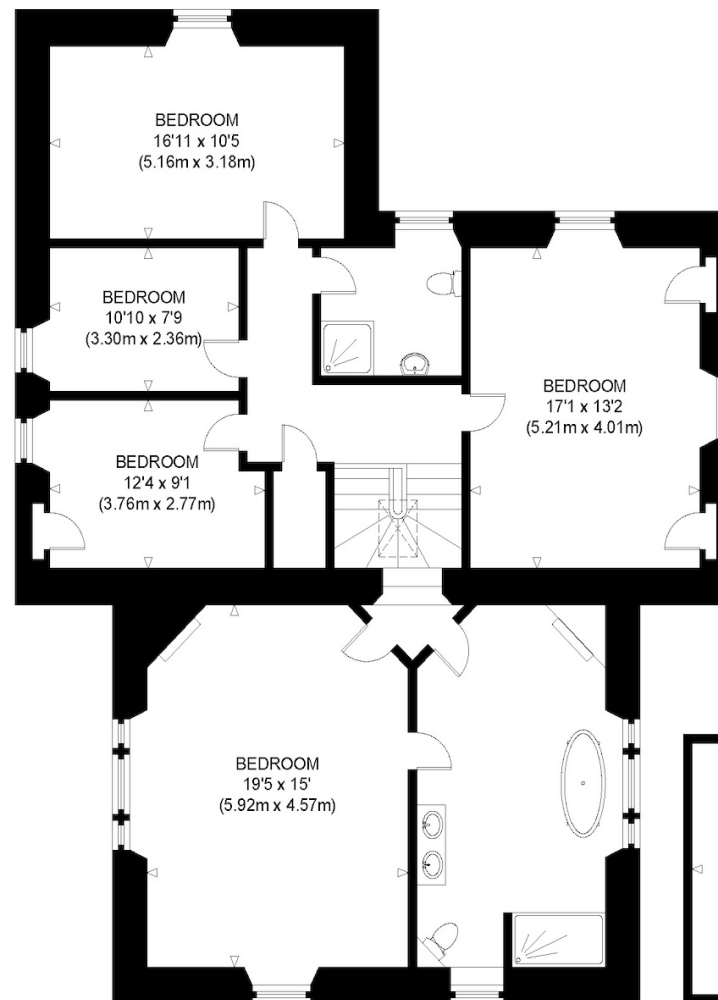 BEDROOM
16'11 x 10'5
(5.16m x 3.18m)
BEDROOM
10'10 x 7'9
(3.30m x 2.36m)
BEDROOM
17'1 x 13'2
(5.21m x 4.01m)
BEDROOM
12'4 x 9'1
(3.76m x 2.77m)
BEDROOM
19'5 x 15'
(5.92m x 4.57m)